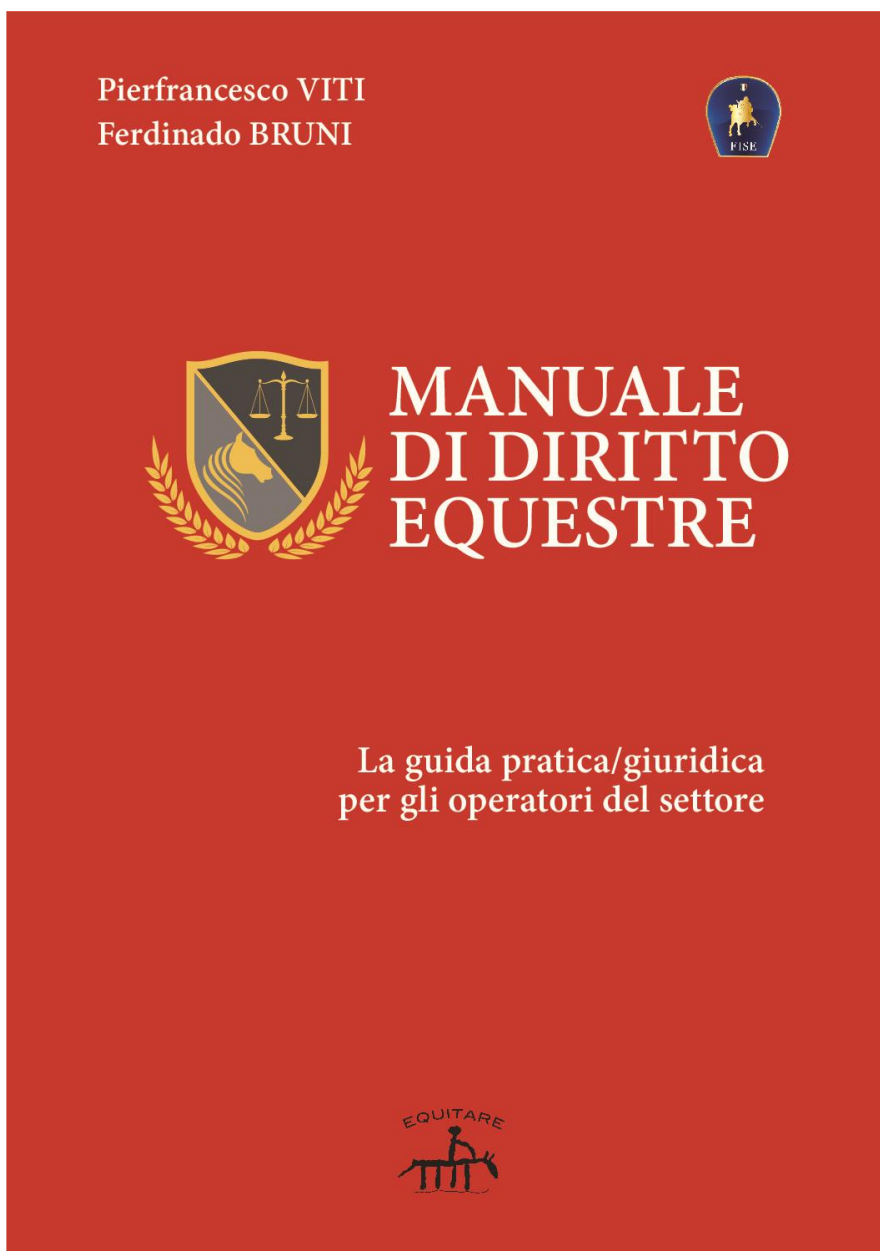 Pierfrancesco VITI
Ferdinado BRUNI
FISE
MANUALE
DI DIRITTO
EQUESTRE
La guida pratica/giuridica
per gli operatori del settore
EQUITARE